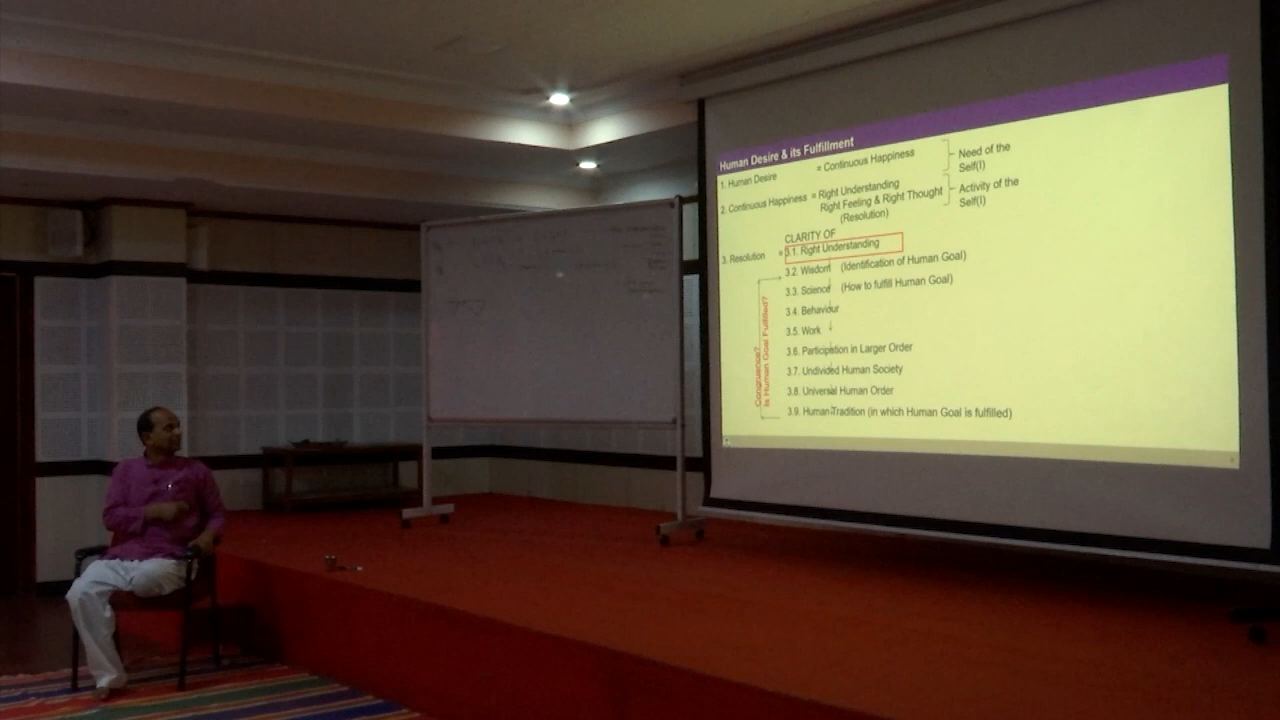 Human Desire & its Fulfillment
1. Human Desire = Continuous Happiness
Need of the
Self(I)
2. Continuous Happiness = Right Understanding
Right Feeling & Right Thought
(Resolution)
Activity of the
Self(I)
CLARITY OF
3. Resolution = 3.1. Right Understanding
3.2. Wisdom (Identification of Human Goal)
3.3. Science (How to fulfill Human Goal)
3.4. Behaviour
3.5. Work
3.6. Participation in Larger Order
3.7. Undivided Human Society
3.8. Universal Human Order
3.9. Human Tradition (in which Human Goal is fulfilled)
Congruence?
Is Human Goal Fulfilled?